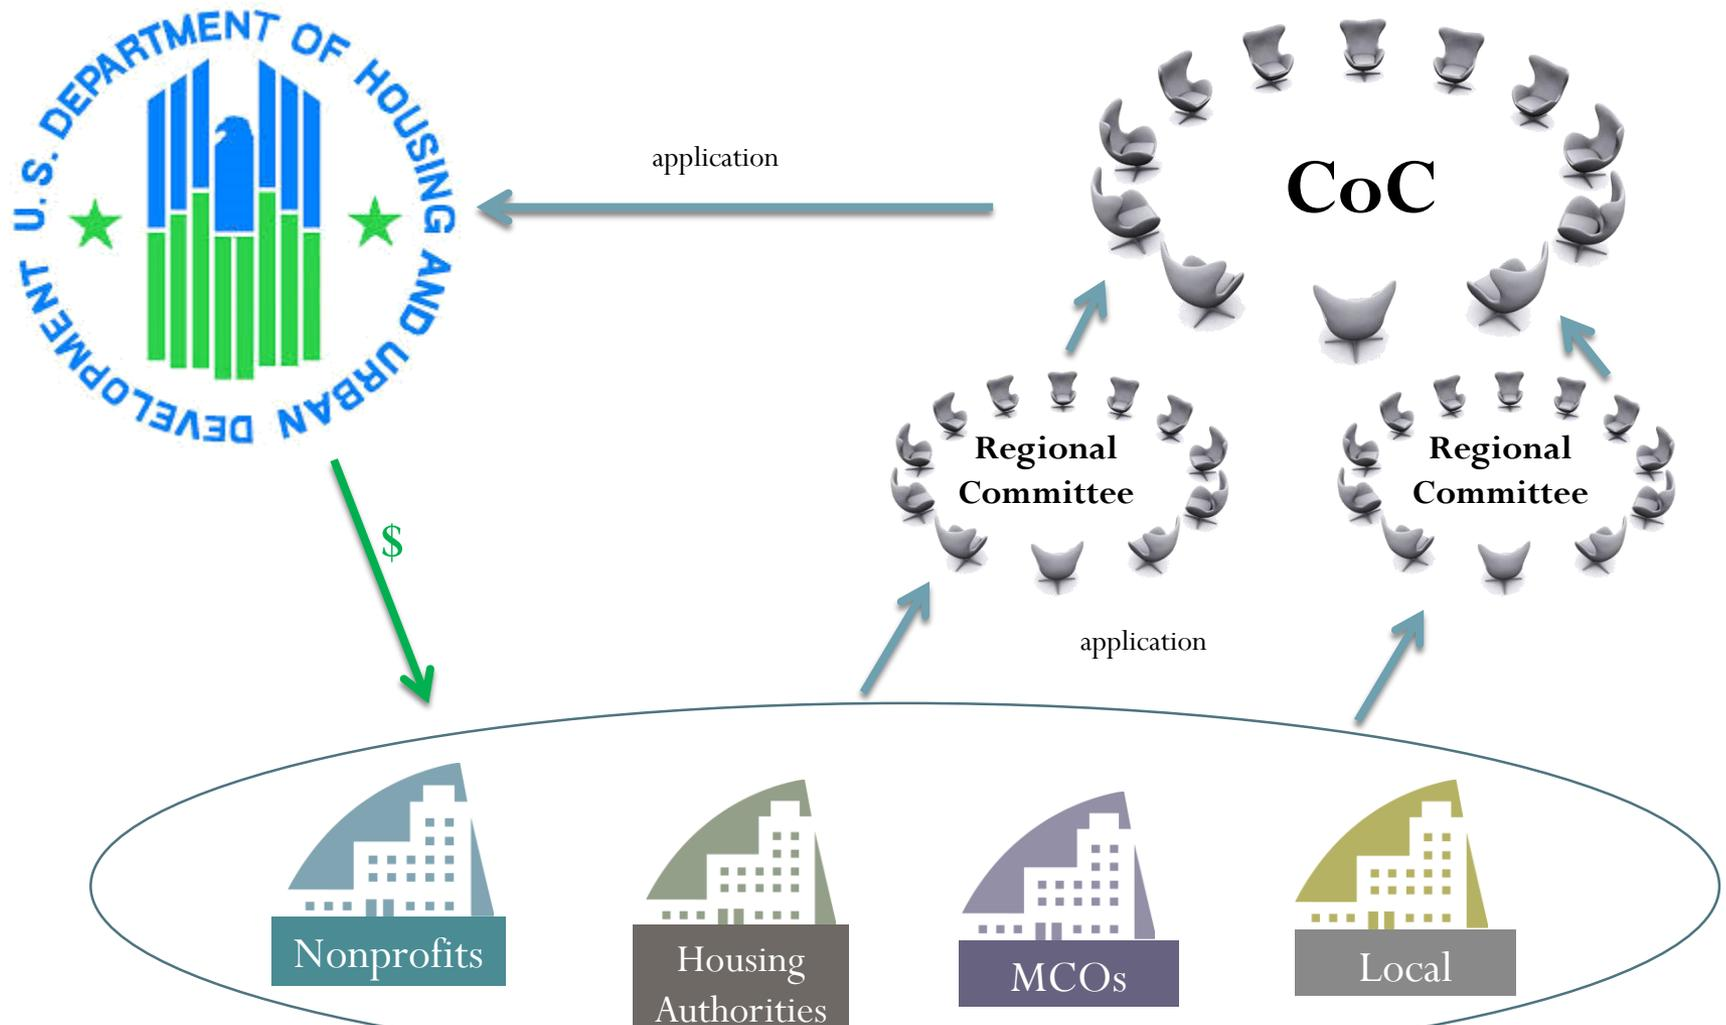 U.S. DEPARTMENT OF HOUSING AND URBAN DEVELOPMENT
application
CoC
Regional
Committee
Regional
Committee
$
application
Nonprofits
Housing
Authorities
MCOs
Local